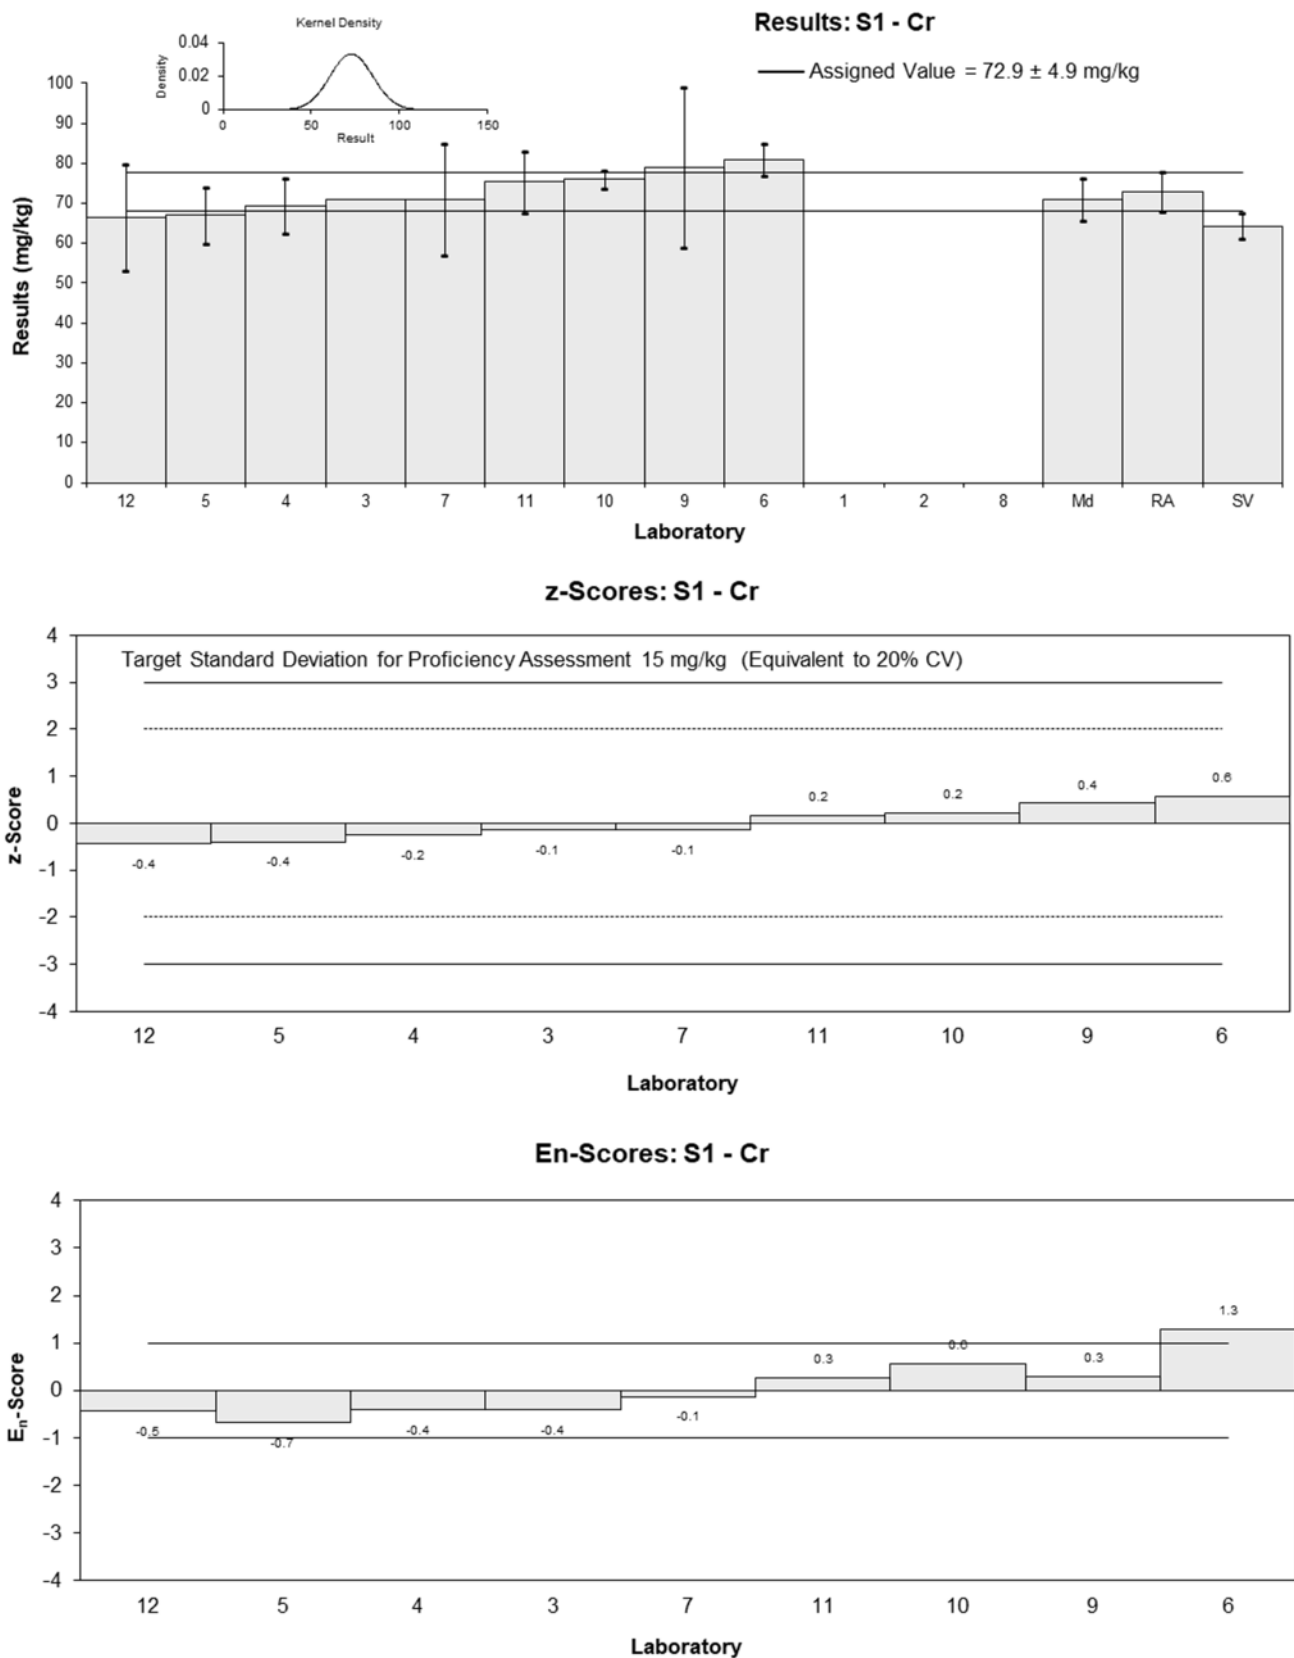 Results: S1 - Cr
Assigned Value = 72.9 ± 4.9 mg/kg
Kernel Density
Density
0.04
0.02
0
0 50 100 150
Result
Results (mg/kg)
100
90
80
70
60
50
40
30
20
10
0
12 5 4 3 7 11 10 9 6 1 2 8 Md RA SV
Laboratory
z-Scores: S1 - Cr
Target Standard Deviation for Proficiency Assessment 15 mg/kg (Equivalent to 20% CV)
z-Score
4
3
2
1
0
-1
-2
-3
-4
-0.4 -0.4 -0.2 -0.1 -0.1 0.2 0.2 0.4 0.6
12 5 4 3 7 11 10 9 6
Laboratory
En-Scores: S1 - Cr
En-Score
4
3
2
1
0
-1
-2
-3
-4
-0.5 -0.7 -0.4 -0.4 -0.1 0.3 0.3 1.3
12 5 4 3 7 11 10 9 6
Laboratory